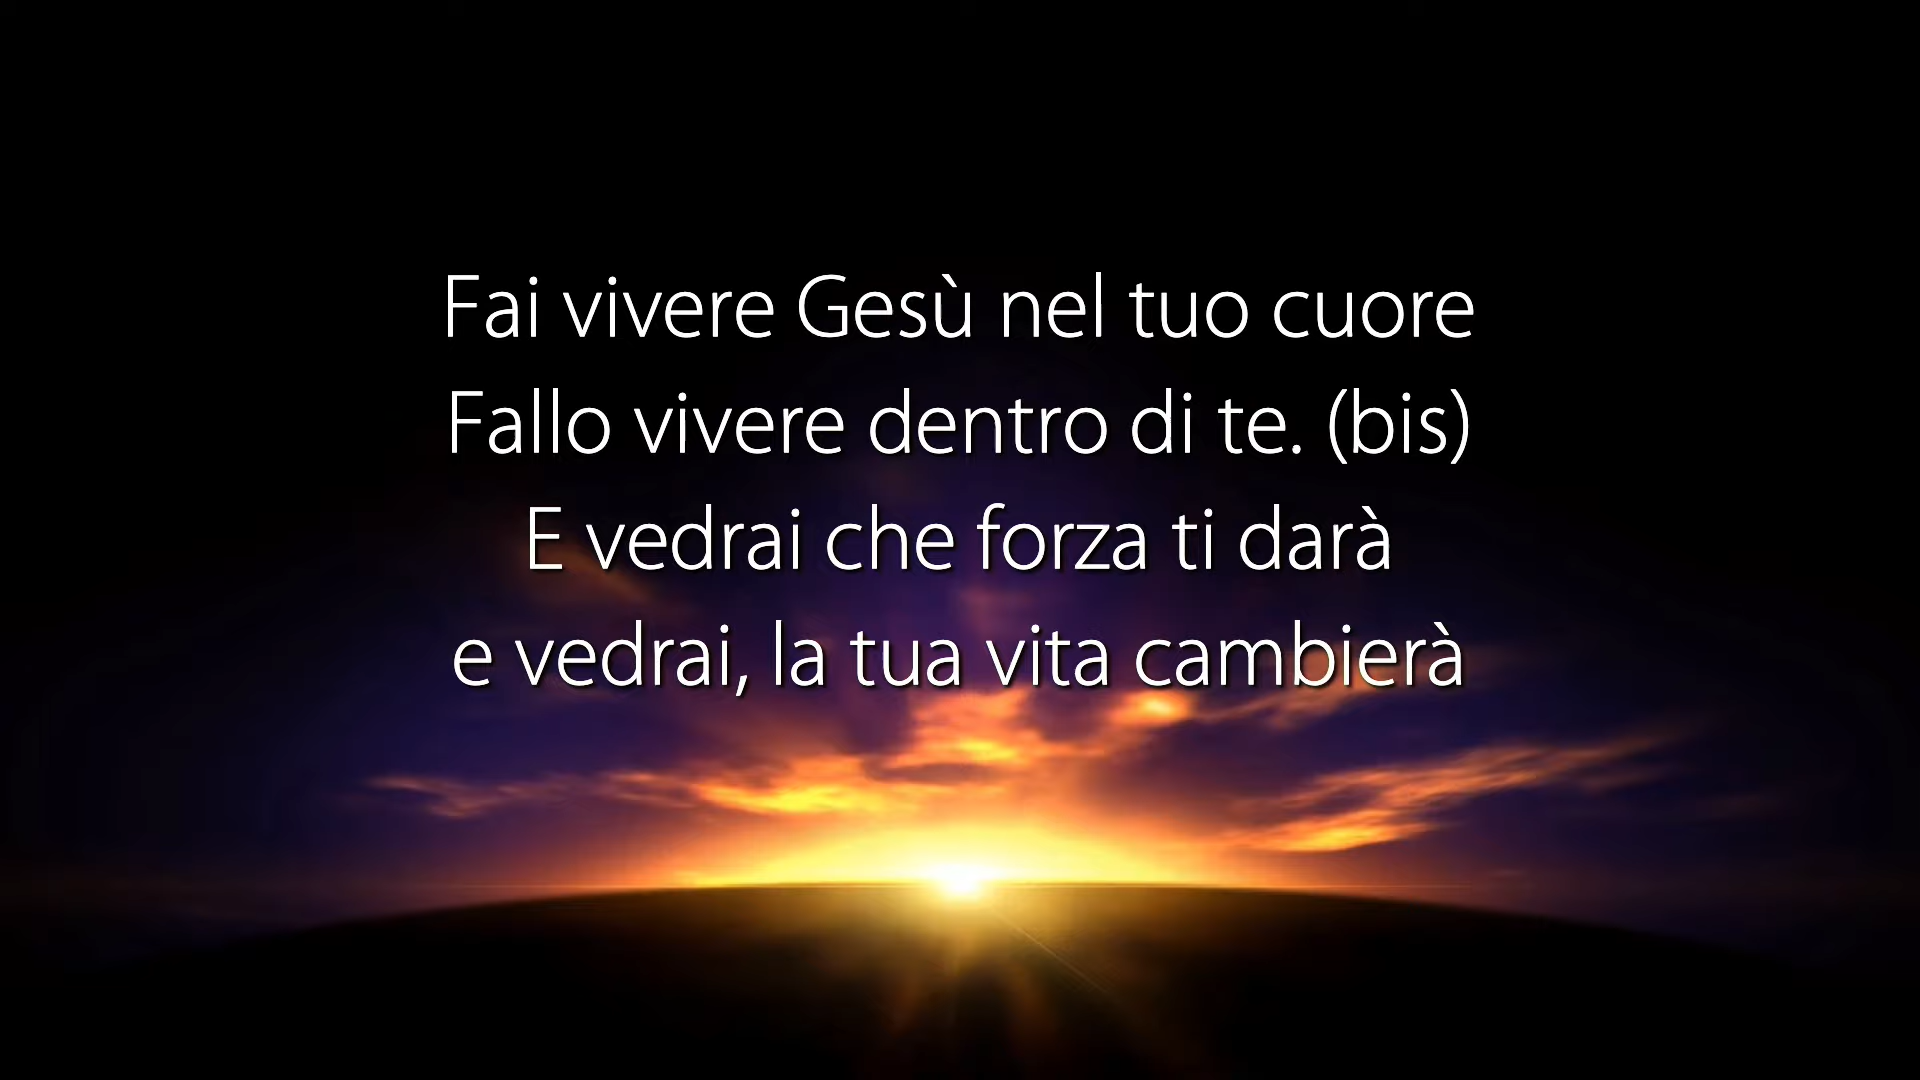 Fai vivere Gesù nel tuo cuore
Fallo vivere dentro di te. (bis)
E vedrai che forza ti darà
e vedrai, la tua vita cambierà